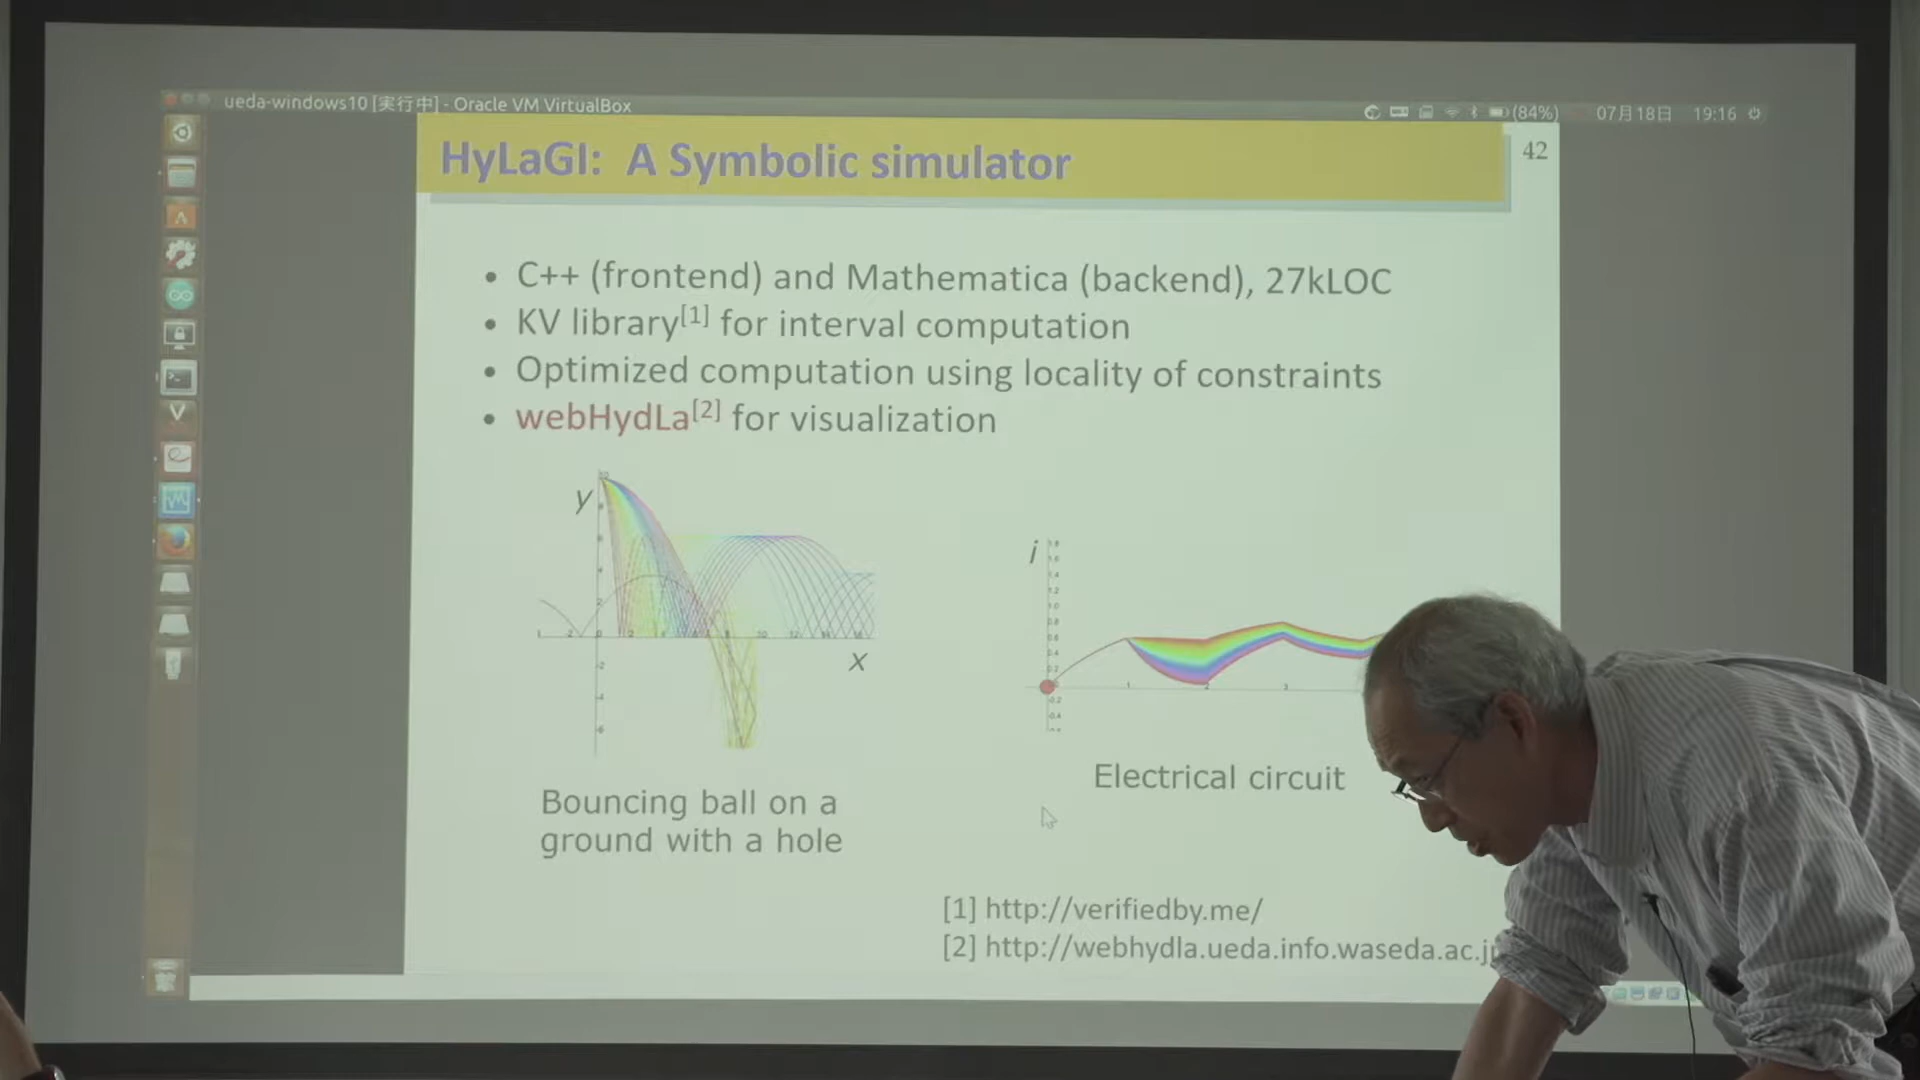 ueda-windows10 [実行中] - Oracle VM VirtualBox
(84%) 07月18日 19:16
HyLaGI: A Symbolic simulator
42
• C++ (frontend) and Mathematica (backend), 27kLOC
• KV library[1] for interval computation
• Optimized computation using locality of constraints
• webHydLa[2] for visualization
y
x
i
Bouncing ball on a
ground with a hole
Electrical circuit
[1] http://verifiedby.me/
[2] http://webhydla.ueda.info.waseda.ac.jp